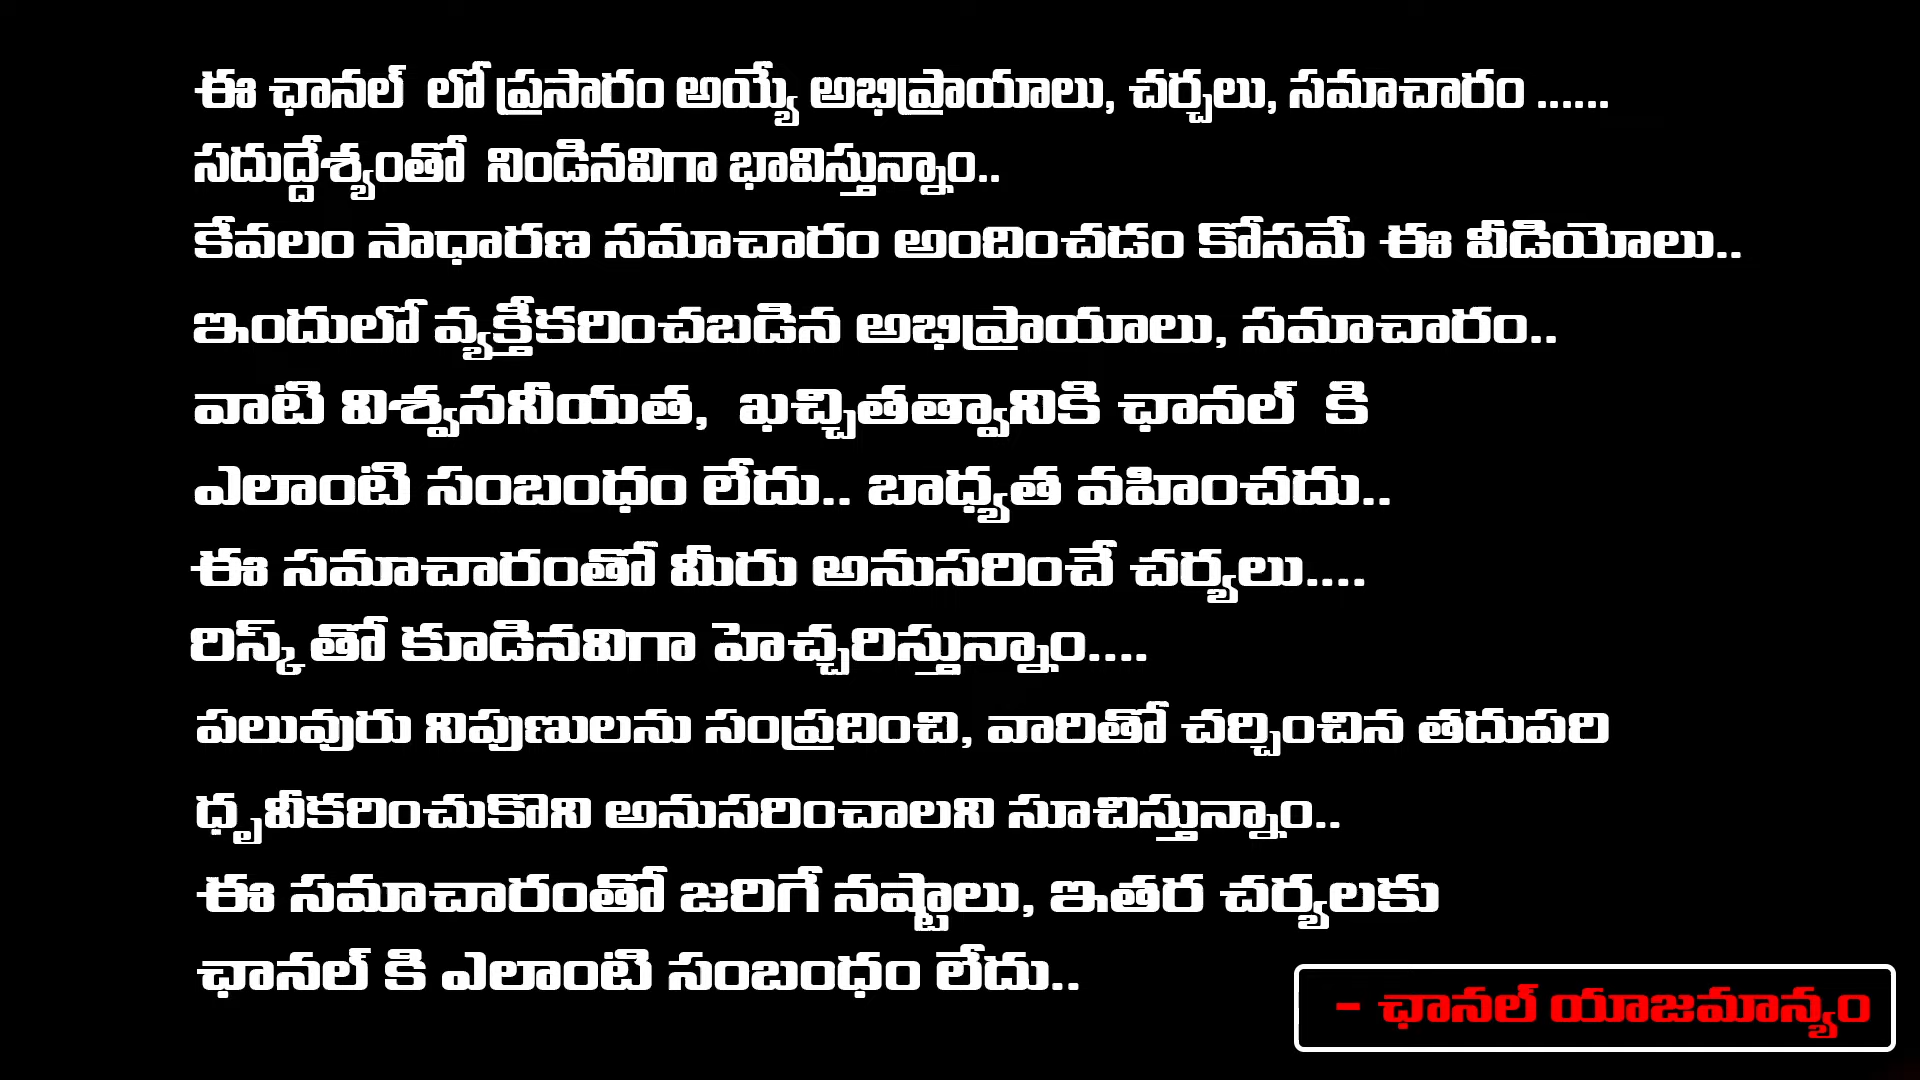 ఈ ఛానల్ లో ప్రసారం అయ్యే అభిప్రాయాలు, చర్చలు, సమాచారం ......
సదుద్దేశ్యంతో నిండినవిగా భావిస్తున్నాం..
కేవలం సాధారణ సమాచారం అందించడం కోసమే ఈ వీడియోలు..
ఇందులో వ్యక్తీకరించబడిన అభిప్రాయాలు, సమాచారం..
వాటి విశ్వసనీయత, ఖచ్చితత్వానికి ఛానల్ కి
ఎలాంటి సంబంధం లేదు.. బాధ్యత వహించదు..
ఈ సమాచారంతో మీరు అనుసరించే చర్యలు....
రిస్క్ తో కూడినవిగా హెచ్చరిస్తున్నాం....
పలువురు నిపుణులను సంప్రదించి, వారితో చర్చించిన తదుపరి
ధృవీకరించుకొని అనుసరించాలని సూచిస్తున్నాం..
ఈ సమాచారంతో జరిగే నష్టాలు, ఇతర చర్యలకు
ఛానల్ కి ఎలాంటి సంబంధం లేదు..
- ఛానల్ యాజమాన్యం